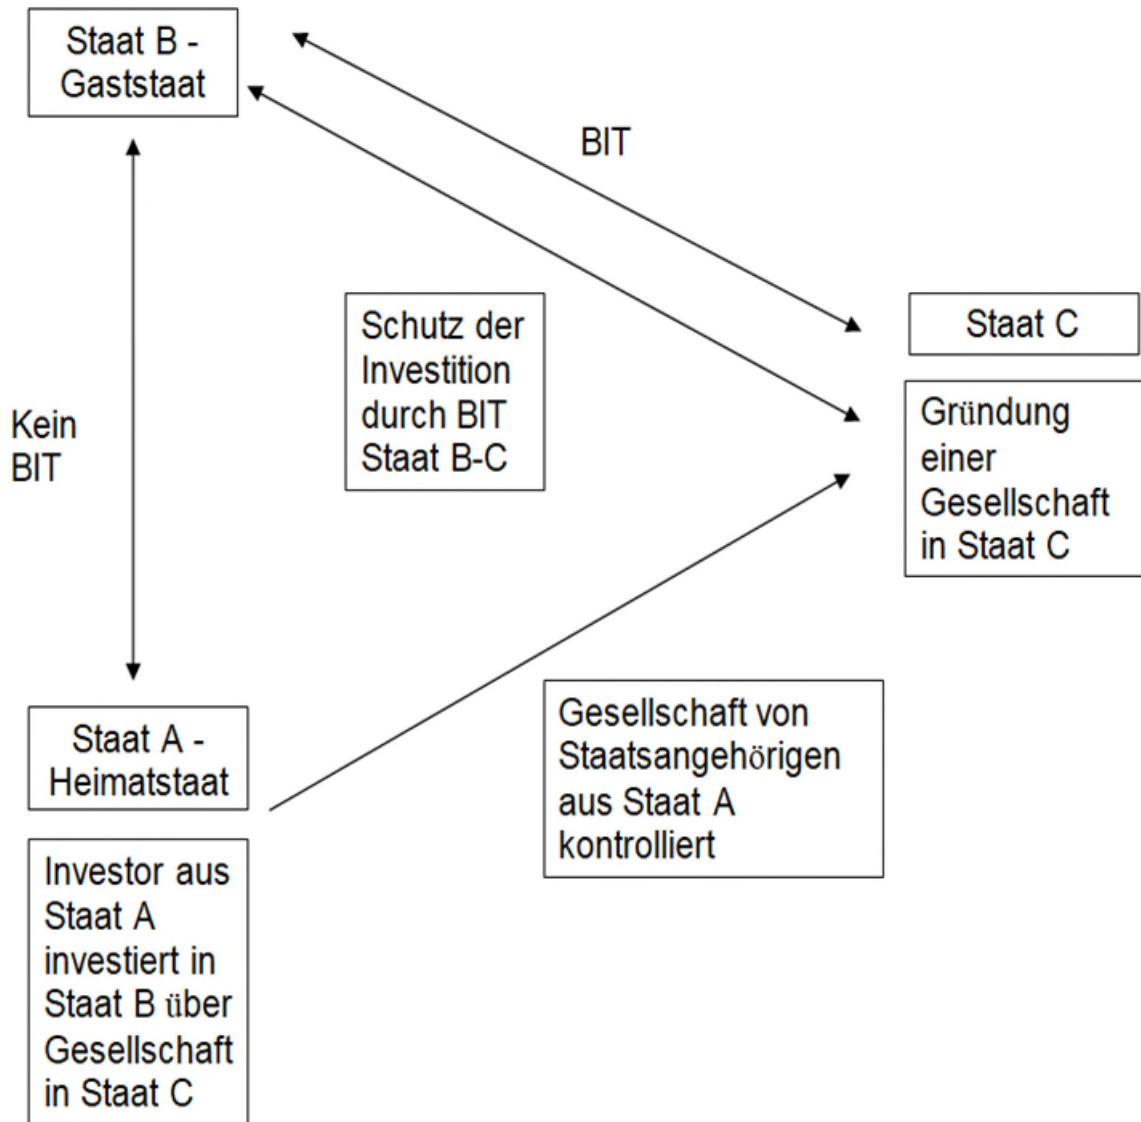 Staat B -
Gaststaat
BIT
Staat C
Schutz der
Investition
durch BIT
Staat B-C
Gründung
einer
Gesellschaft
in Staat C
Kein
BIT
Staat A -
Heimatstaat
Gesellschaft von
Staatsangehörigen
aus Staat A
kontrolliert
Investor aus
Staat A
investiert in
Staat B über
Gesellschaft
in Staat C